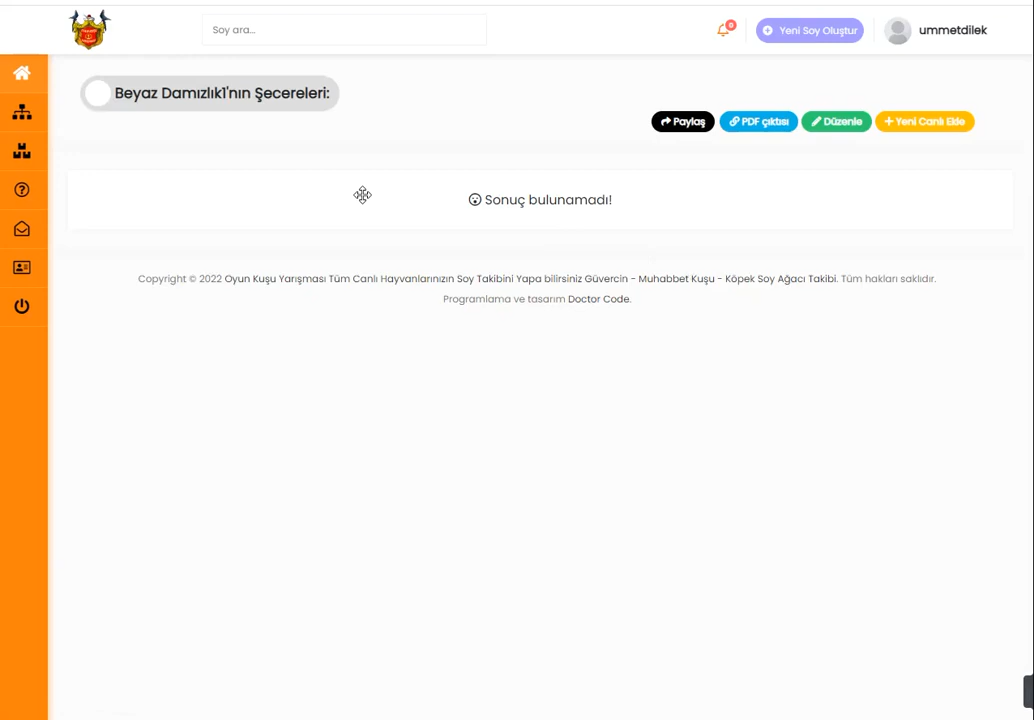 Soy ara...
0
Yeni Soy Oluştur
ummetdilek
Beyaz Damızlık1'nın Şecereleri:
Paylaş
PDF çıktısı
Düzenle
Yeni Canlı Ekle
Sonuç bulunamadı!
Copyright © 2022 Oyun Kuşu Yarışması Tüm Canlı Hayvanlarınızın Soy Takibini Yapa bilirsiniz Güvercin - Muhabbet Kuşu - Köpek Soy Ağacı Takibi. Tüm hakları saklıdır.
Programlama ve tasarım Doctor Code.